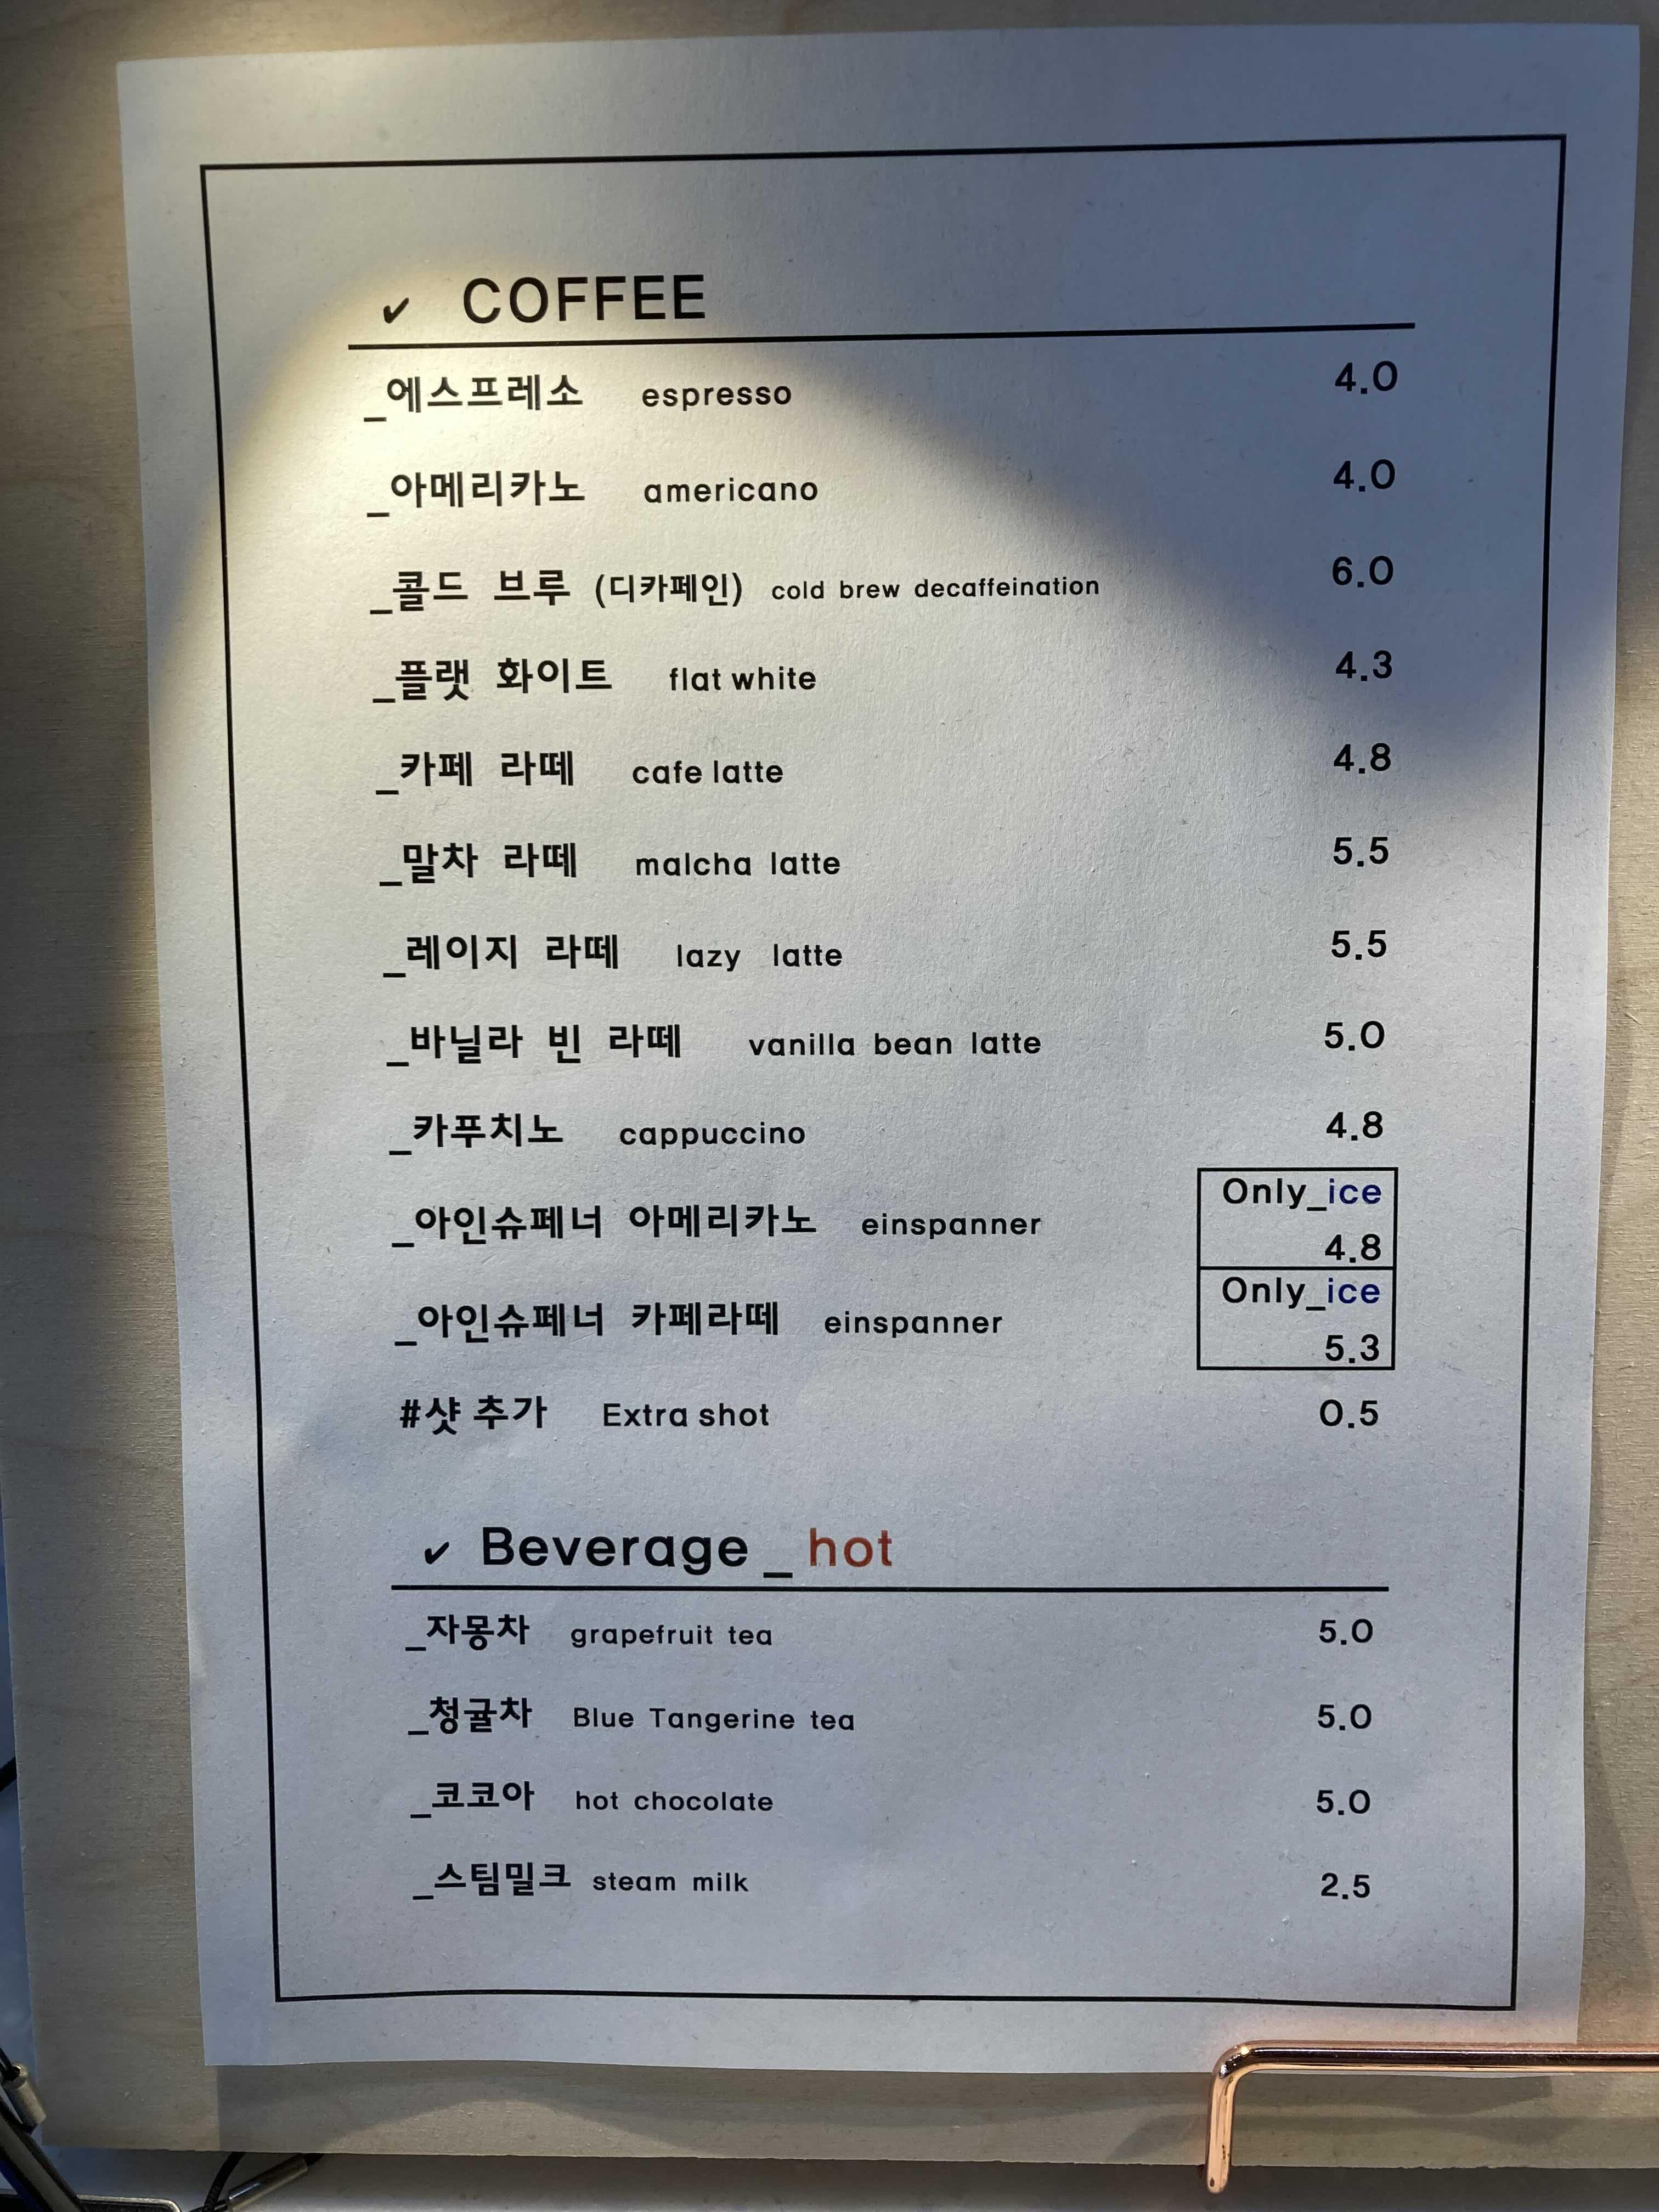 ✔ COFFEE
_에스프레소 espresso 4.0
_아메리카노 americano 4.0
_콜드 브루 (디카페인) cold brew decaffeination 6.0
_플랫 화이트 flat white 4.3
_카페 라떼 cafe latte 4.8
_말차 라떼 malcha latte 5.5
_레이지 라떼 lazy latte 5.5
_바닐라 빈 라떼 vanilla bean latte 5.0
_카푸치노 cappuccino 4.8
_아인슈페너 아메리카노 einspanner Only_ice
4.8
_아인슈페너 카페라떼 einspanner Only_ice
5.3
#샷 추가 Extra shot 0.5
✔ Beverage_hot
_자몽차 grapefruit tea 5.0
_청귤차 Blue Tangerine tea 5.0
_코코아 hot chocolate 5.0
_스팀밀크 steam milk 2.5